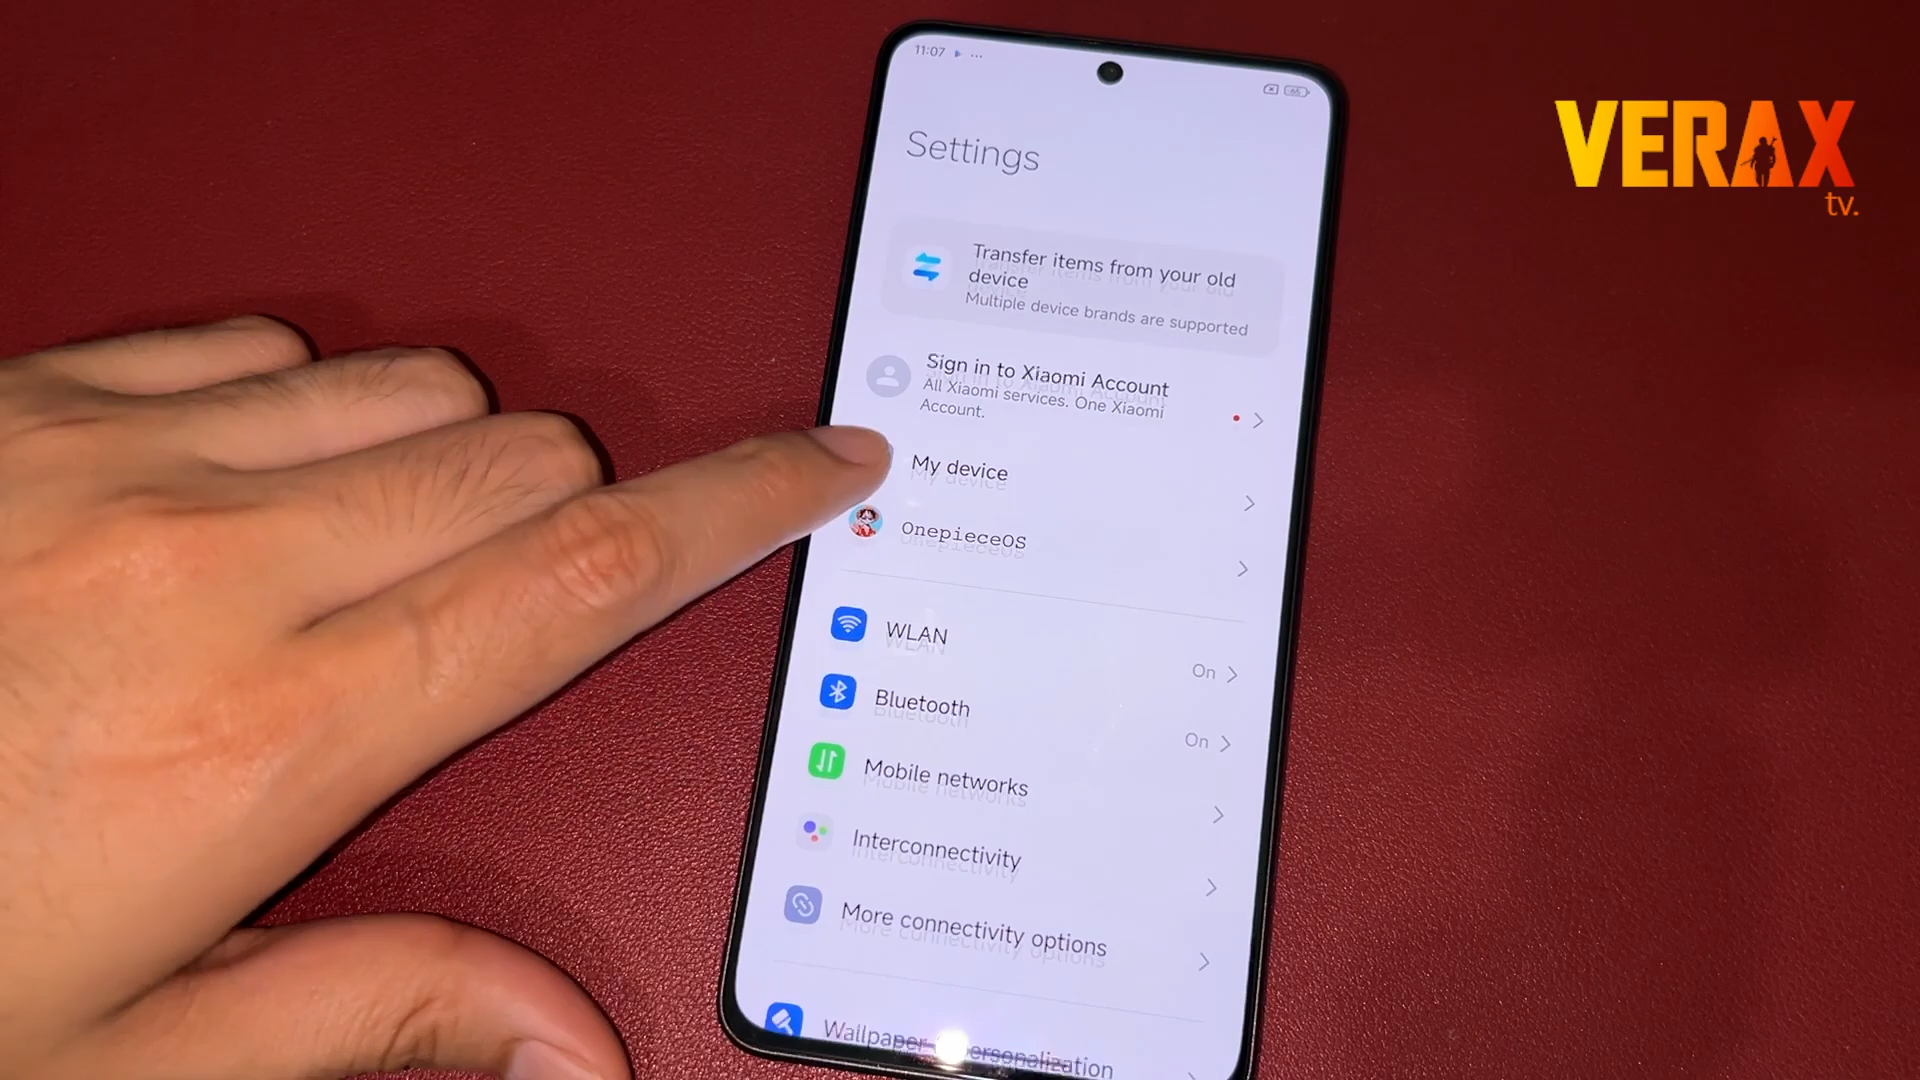 11:07
VERAX
tv.
Settings
Transfer items from your old
device
Multiple device brands are supported
Sign in to Xiaomi Account
All Xiaomi services. One Xiaomi
Account.
My device
OnepieceOS
WLAN
On
Bluetooth
On
Mobile networks
Interconnectivity
More connectivity options
Wallpaper personalization